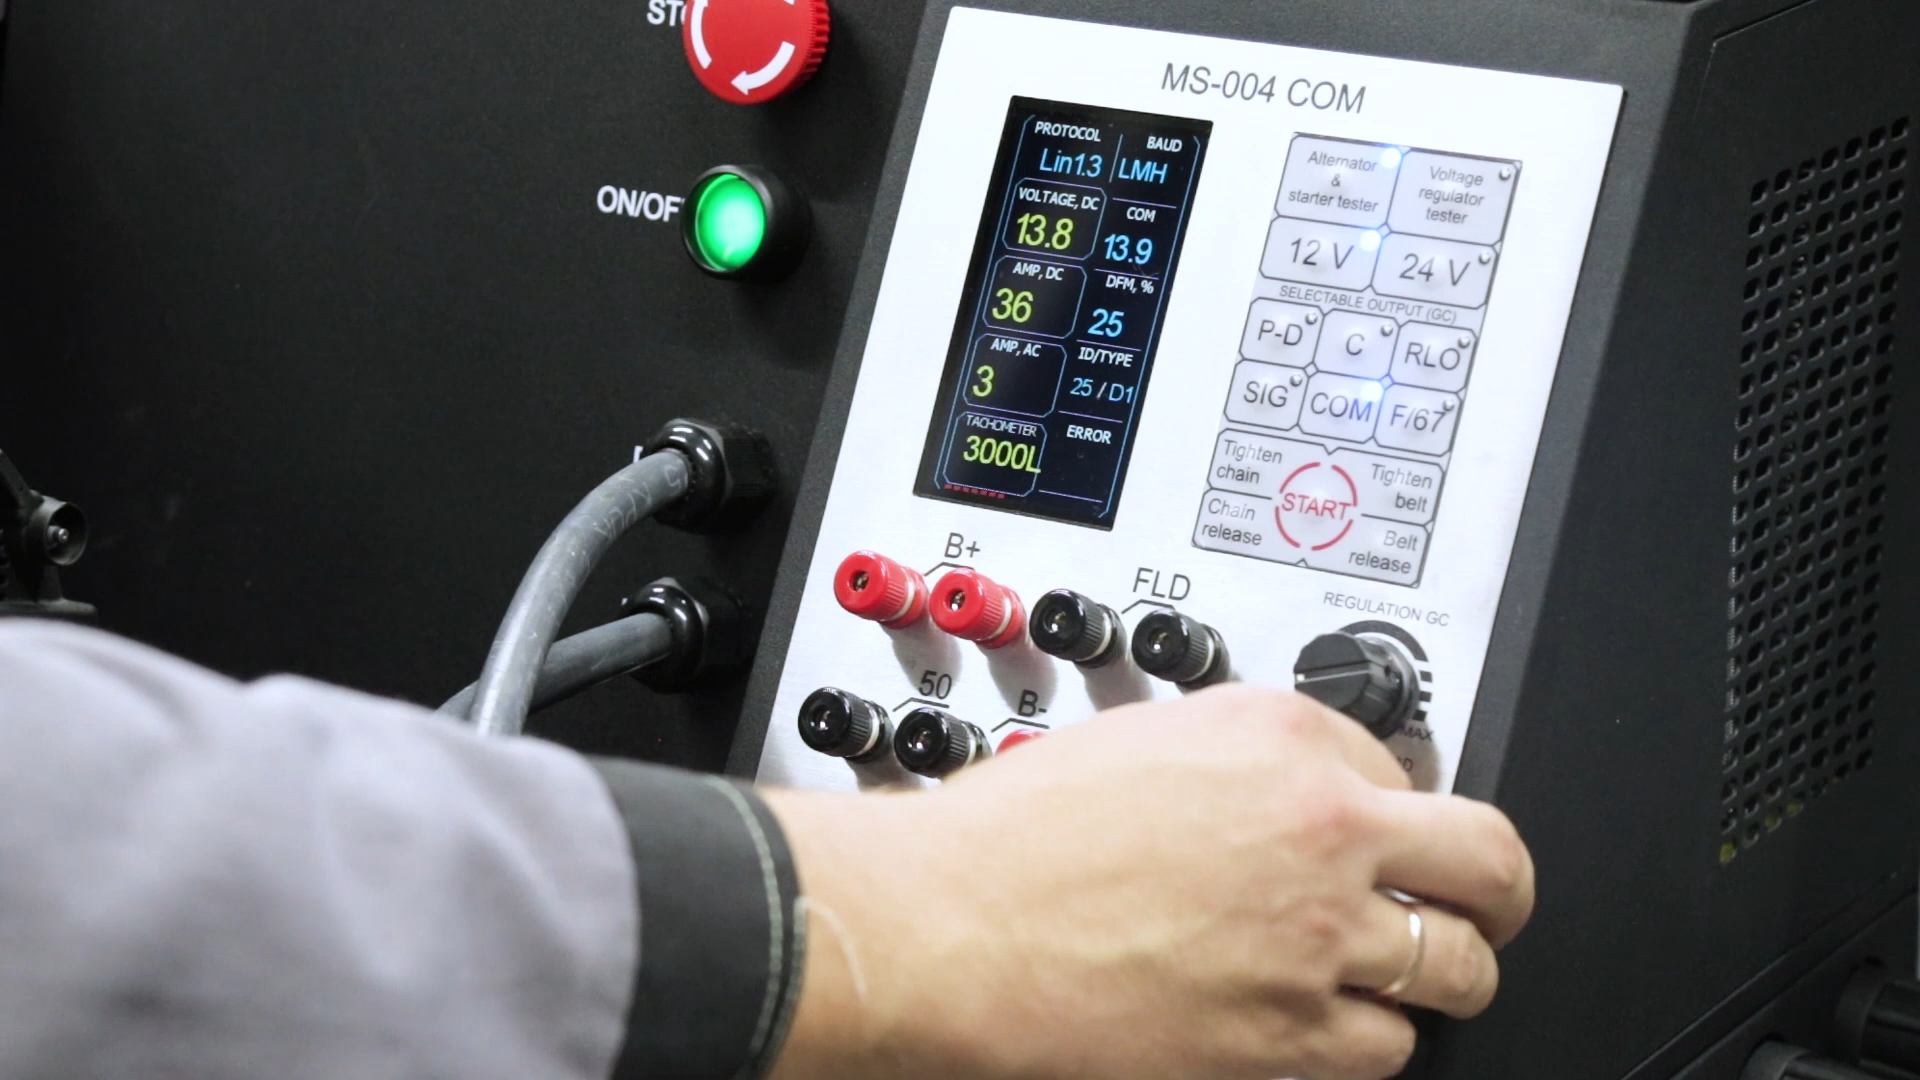 MS-004 COM
ON/OF
PROTOCOL
BAUD
Lin1.3
LMH
VOLTAGE, DC
COM
13.8
13.9
AMP, DC
DFM, %
36
25
AMP, AC
ID/TYPE
3
25 / D1
TACHOMETER
ERROR
3000L
Alternator
&
starter tester
Voltage
regulator
tester
12 V
24 V
SELECTABLE OUTPUT (GC)
P-D
C
RLO
SIG
COM
F/67
Tighten
chain
Tighten
belt
START
Chain
release
Belt
release
B+
FLD
REGULATION GC
50
B-
MAX